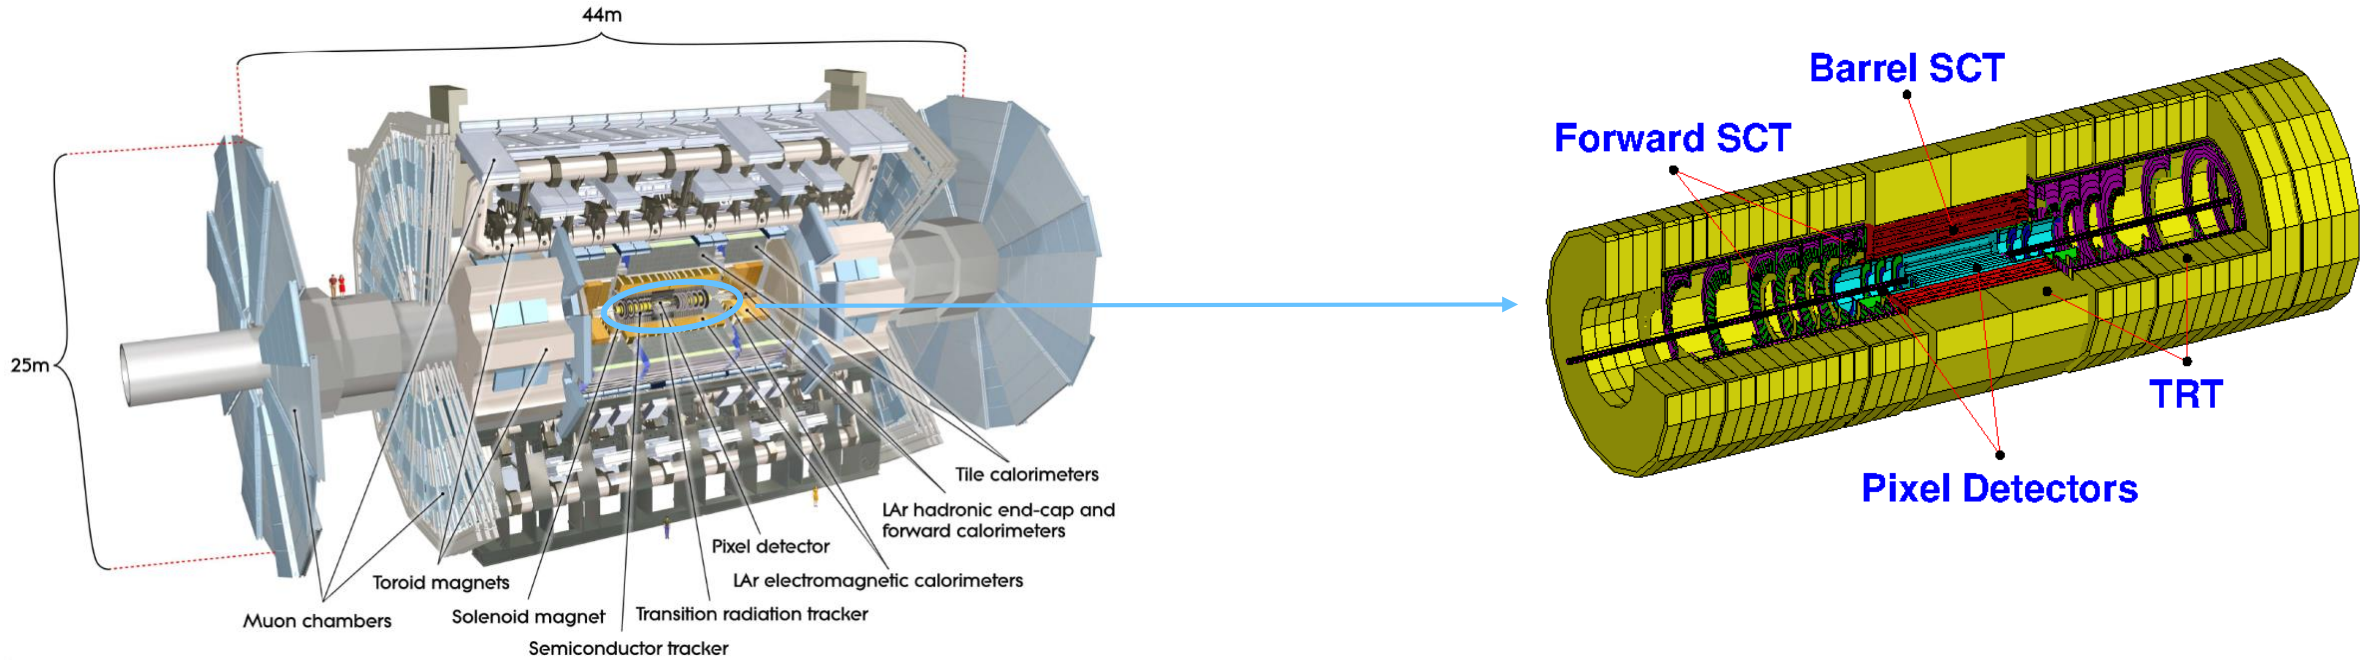 44m
25m
Tile calorimeters
LAr hadronic end-cap and
forward calorimeters
Pixel detector
LAr electromagnetic calorimeters
Toroid magnets
Solenoid magnet
Transition radiation tracker
Muon chambers
Semiconductor tracker
Barrel SCT
Forward SCT
TRT
Pixel Detectors